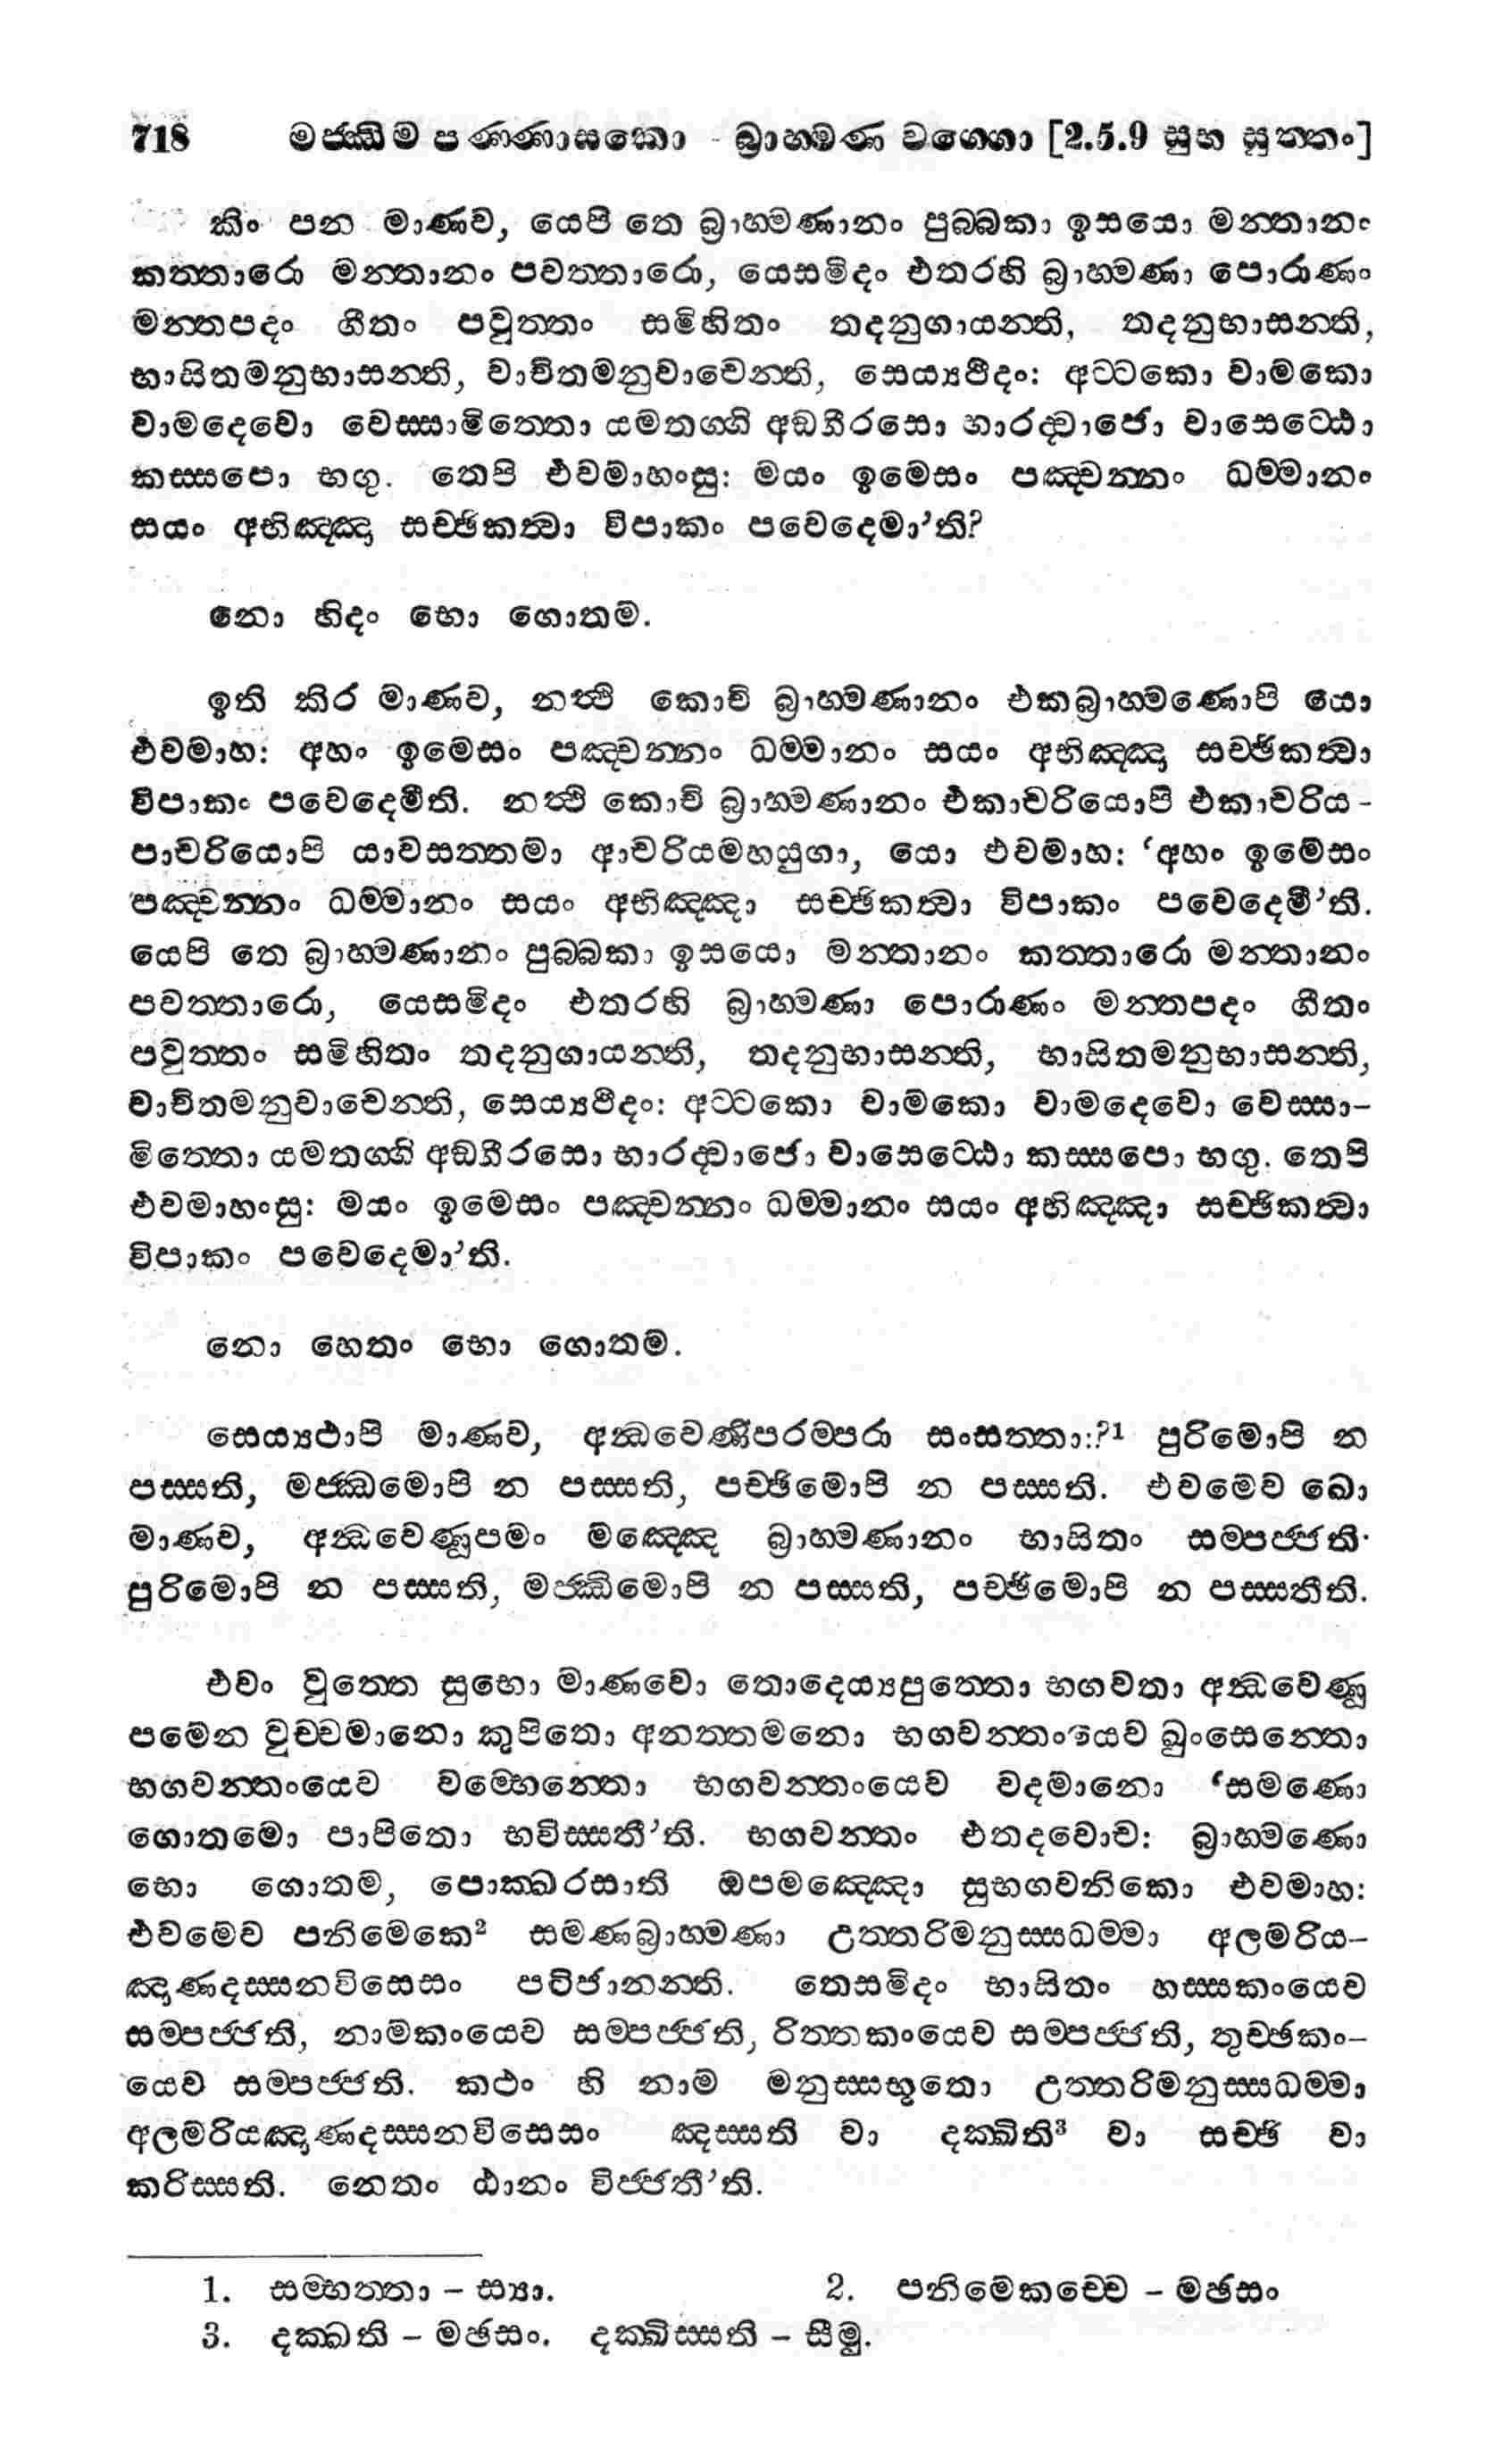 718 මජ්ඣිම පණ්ණාසකො - බ්‍රාහ්මණ වග්ගො [2.5.9 සුභ සුත්තං]
කිං පන මාණව, යෙපි තෙ බ්‍රාහ්මණානං පුබ්බකා ඉසයො මන්තානං
කත්තාරො මන්තානං පවත්තාරො, යෙසමිදං එතරහි බ්‍රාහ්මණා පොරාණං
මන්තපදං ගීතං පවුත්තං සමිහිතං තදනුගායන්ති, තදනුභාසන්ති,
භාසිතමනුභාසන්ති, වාචිතමනුවාචෙන්ති, සෙය්‍යථිදං: අට්ටකො වාමකො
වාමදෙවො වෙස්සාමිත්තො යමතග්ගි අඞ්ගීරසො භාරද්වාජො වාසෙට්ඨො
කස්සපො භගු. තෙපි එවමාහංසු: මයං ඉමෙසං පඤ්චන්නං ධම්මානං
සයං අභිඤ්ඤා සච්ඡිකත්වා විපාකං පවෙදෙමා’ති?
නො හිදං භො ගොතම.
ඉති කිර මාණව, නත්ථි කොචි බ්‍රාහ්මණානං එකබ්‍රාහ්මණොපි යො
එවමාහ: අහං ඉමෙසං පඤ්චන්නං ධම්මානං සයං අභිඤ්ඤා සච්ඡිකත්වා
විපාකං පවෙදෙමීති. නත්ථි කොචි බ්‍රාහ්මණානං එකාචරියොපි එකාචරිය-
පාචරියොපි යාවසත්තමා ආචරියමහයුගා, යො එවමාහ: ‘අහං ඉමෙසං
පඤ්චන්නං ධම්මානං සයං අභිඤ්ඤා සච්ඡිකත්වා විපාකං පවෙදෙමී’ති.
යෙපි තෙ බ්‍රාහ්මණානං පුබ්බකා ඉසයො මන්තානං කත්තාරො මන්තානං
පවත්තාරො, යෙසමිදං එතරහි බ්‍රාහ්මණා පොරාණං මන්තපදං ගීතං
පවුත්තං සමිහිතං තදනුගායන්ති, තදනුභාසන්ති, භාසිතමනුභාසන්ති,
වාචිතමනුවාචෙන්ති, සෙය්‍යථිදං: අට්ටකො වාමකො වාමදෙවො වෙස්සා-
මිත්තො යමතග්ගි අඞ්ගීරසො භාරද්වාජො වාසෙට්ඨො කස්සපො භගු. තෙපි
එවමාහංසු: මයං ඉමෙසං පඤ්චන්නං ධම්මානං සයං අභිඤ්ඤා සච්ඡිකත්වා
විපාකං පවෙදෙමා’ති.
නො හෙතං භො ගොතම.
සෙය්‍යථාපි මාණව, අන්ධවෙණිපරම්පරා සංසත්තා:?¹ පුරිමොපි න
පස්සති, මජ්ඣමොපි න පස්සති, පච්ඡිමොපි න පස්සති. එවමෙව ඛො
මාණව, අන්ධවෙණූපමං මඤ්ඤෙ බ්‍රාහ්මණානං භාසිතං සම්පජ්ජති.
පුරිමොපි න පස්සති, මජ්ඣිමොපි න පස්සති, පච්ඡිමොපි න පස්සතීති.
එවං වුත්තෙ සුභො මාණවො තොදෙය්‍යපුත්තො භගවතා අන්ධවෙණූ
පමෙන වුච්චමානො කුපිතො අනත්තමනො භගවන්තංයෙව ඛුංසෙන්තො
භගවන්තංයෙව වම්භෙන්තො භගවන්තංයෙව වදමානො ‘සමණො
ගොතමො පාපිතො භවිස්සතී’ති. භගවන්තං එතදවොච: බ්‍රාහ්මණො
භො ගොතම, පොක්ඛරසාති ඔපමඤ්ඤො සුභගවනිකො එවමාහ:
එවමෙව පනිමෙකෙ² සමණබ්‍රාහ්මණා උත්තරිමනුස්සධම්මා අලමරිය-
ඤාණදස්සනවිසෙසං පටිජානන්ති. තෙසමිදං භාසිතං හස්සකංයෙව
සම්පජ්ජති, නාමකංයෙව සම්පජ්ජති, රිත්තකංයෙව සම්පජ්ජති, තුච්ඡකං-
යෙව සම්පජ්ජති. කථං හි නාම මනුස්සභූතො උත්තරිමනුස්සධම්මා
අලමරියඤාණදස්සනවිසෙසං ඤස්සති වා දක්ඛිති³ වා සච්ඡි වා
කරිස්සති. නෙතං ඨානං විජ්ජතී’ති.
1. සම්භත්තා - ස්‍යා. 2. පනිමෙකච්චෙ - මඡසං
3. දක්ඛති - මඡසං. දක්ඛිස්සති - සීමු.